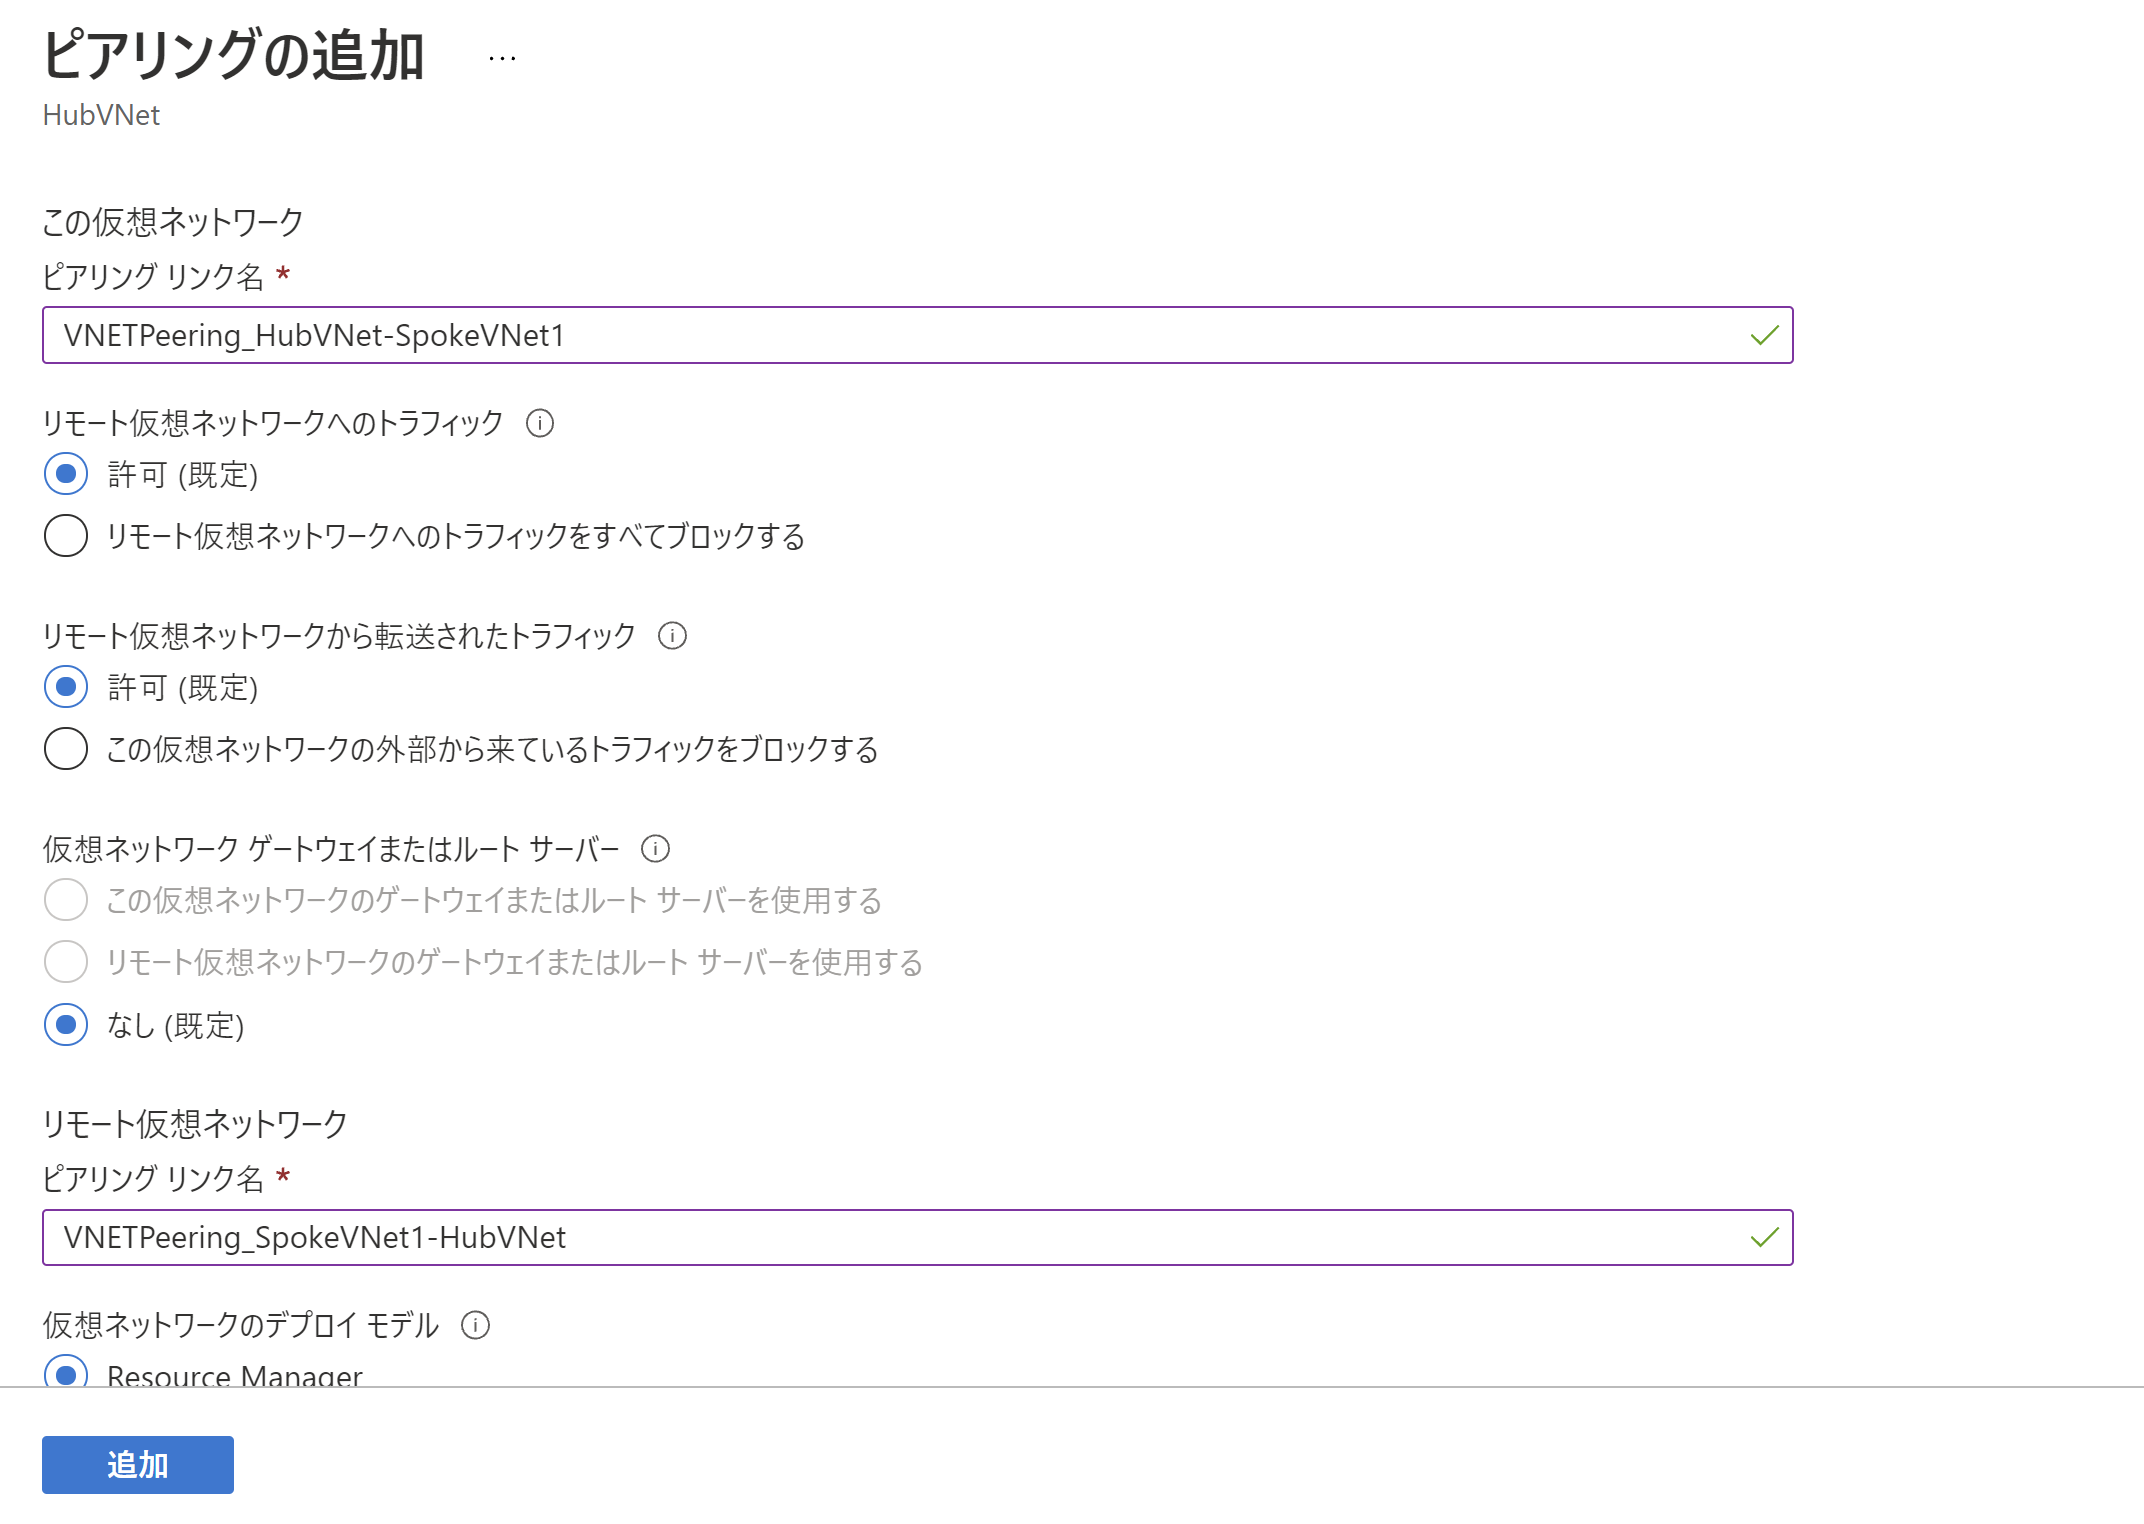 ピアリングの追加 …
HubVNet
この仮想ネットワーク
ピアリング リンク名 *
VNETPeering_HubVNet-SpokeVNet1
リモート仮想ネットワークへのトラフィック
許可 (既定)
リモート仮想ネットワークへのトラフィックをすべてブロックする
リモート仮想ネットワークから転送されたトラフィック
許可 (既定)
この仮想ネットワークの外部から来ているトラフィックをブロックする
仮想ネットワーク ゲートウェイまたはルート サーバー
この仮想ネットワークのゲートウェイまたはルート サーバーを使用する
リモート仮想ネットワークのゲートウェイまたはルート サーバーを使用する
なし (既定)
リモート仮想ネットワーク
ピアリング リンク名 *
VNETPeering_SpokeVNet1-HubVNet
仮想ネットワークのデプロイ モデル
Resource Manager
追加